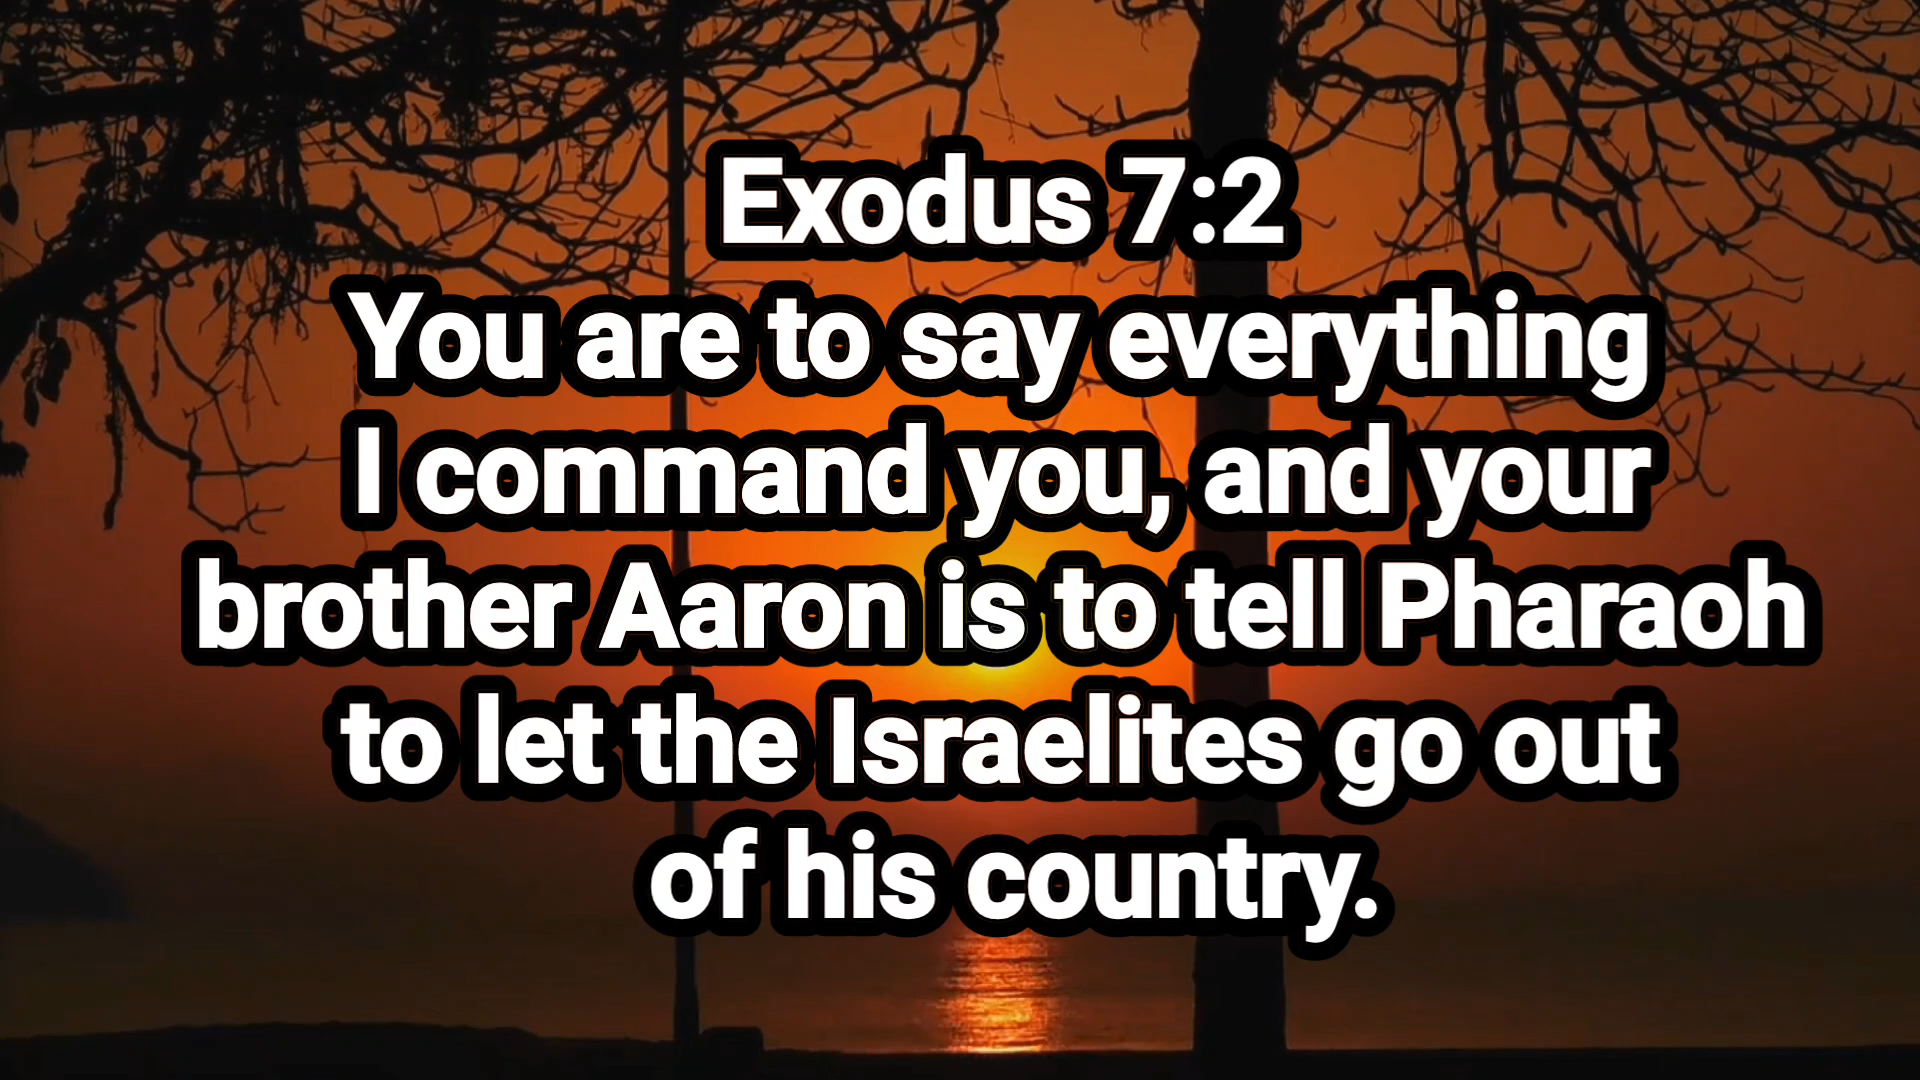 Exodus 7:2
You are to say everything
I command you, and your
brother Aaron is to tell Pharaoh
to let the Israelites go out
of his country.